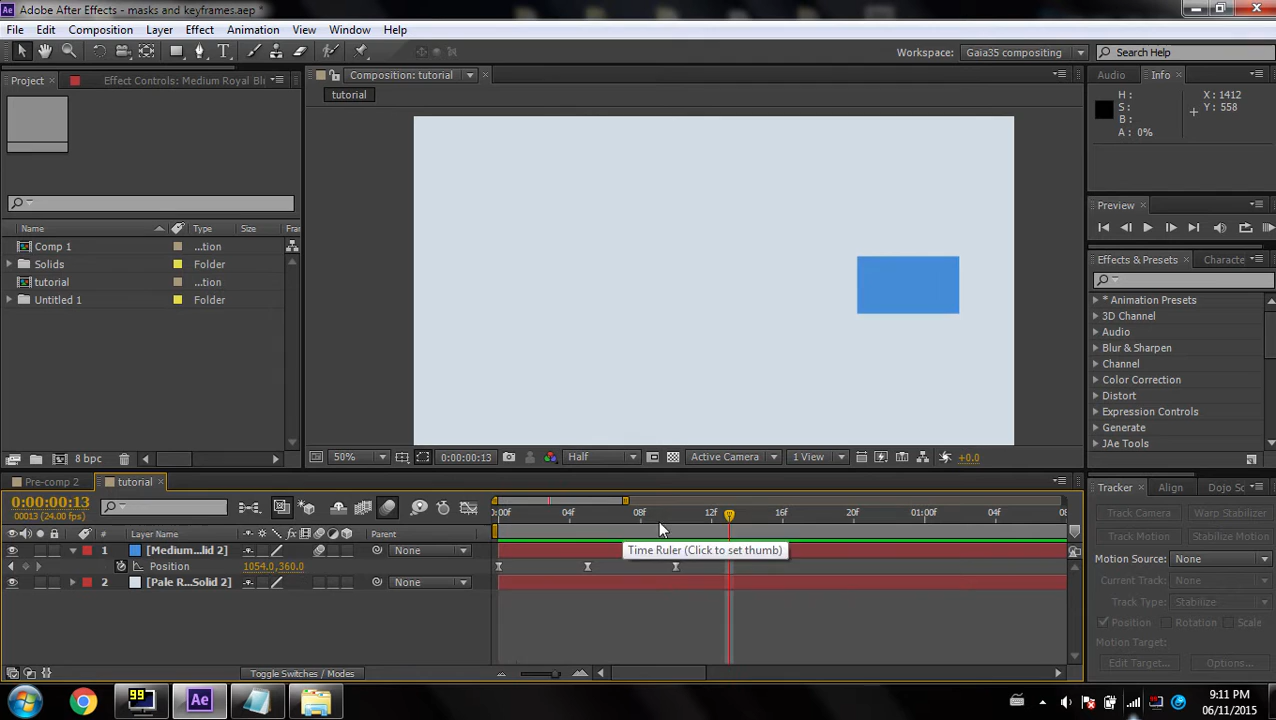 Adobe After Effects - masks and keyframes.aep *
File Edit Composition Layer Effect Animation View Window Help
Workspace: Gaia35 compositing Search Help
Project Effect Controls: Medium Royal Bl
Composition: tutorial
tutorial
Audio Info
H: X: 1412
S: Y: 558
B:
A: 0%
Preview
Name Type Size Fran
Comp 1 ...tion
Solids Folder
tutorial ...tion
Untitled 1 Folder
Effects & Presets Characte
* Animation Presets
3D Channel
Audio
Blur & Sharpen
Channel
Color Correction
Distort
Expression Controls
Generate
JAe Tools
8 bpc
50% 0:00:00:13 Half Active Camera 1 View +0.0
Pre-comp 2 tutorial
0:00:00:13
00013 (24.00 fps)
0:00f 04f 08f 12f 16f 20f 01:00f 04f
# Layer Name Parent
1 [Medium...lid 2] None
Time Ruler (Click to set thumb)
Position 1054.0,360.0
2 [Pale R...Solid 2] None
Toggle Switches / Modes
Tracker Align Dojo Sc
Track Camera Warp Stabilizer
Track Motion Stabilize Motion
Motion Source: None
Current Track: None
Track Type: Stabilize
Position Rotation Scale
Motion Target:
Edit Target... Options...
99
Ae
9:11 PM
06/11/2015